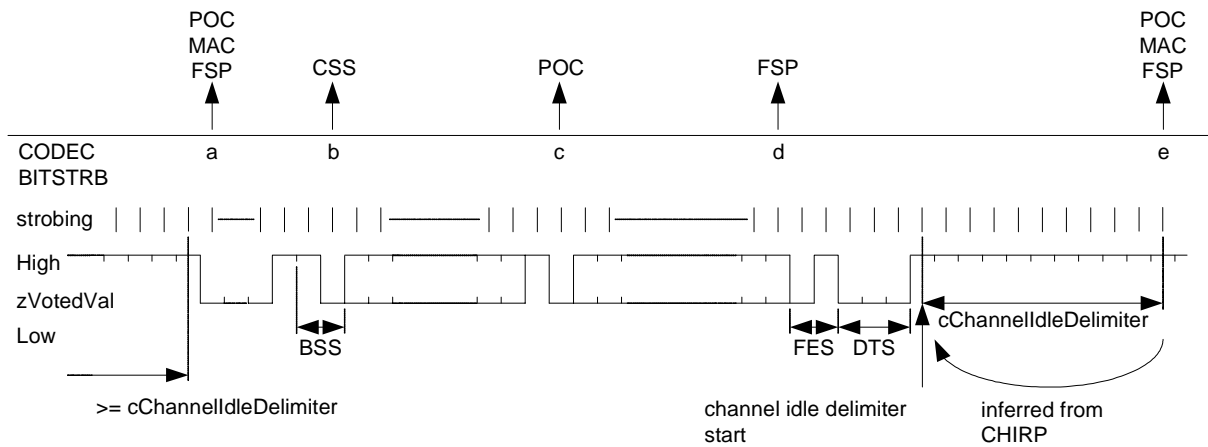 POC
MAC
FSP
CSS
POC
FSP
POC
MAC
FSP
CODEC
BITSTRB
a
b
c
d
e
strobing
High
zVotedVal
Low
BSS
FES
DTS
cChannelIdleDelimiter
>= cChannelIdleDelimiter
channel idle delimiter
start
inferred from
CHIRP